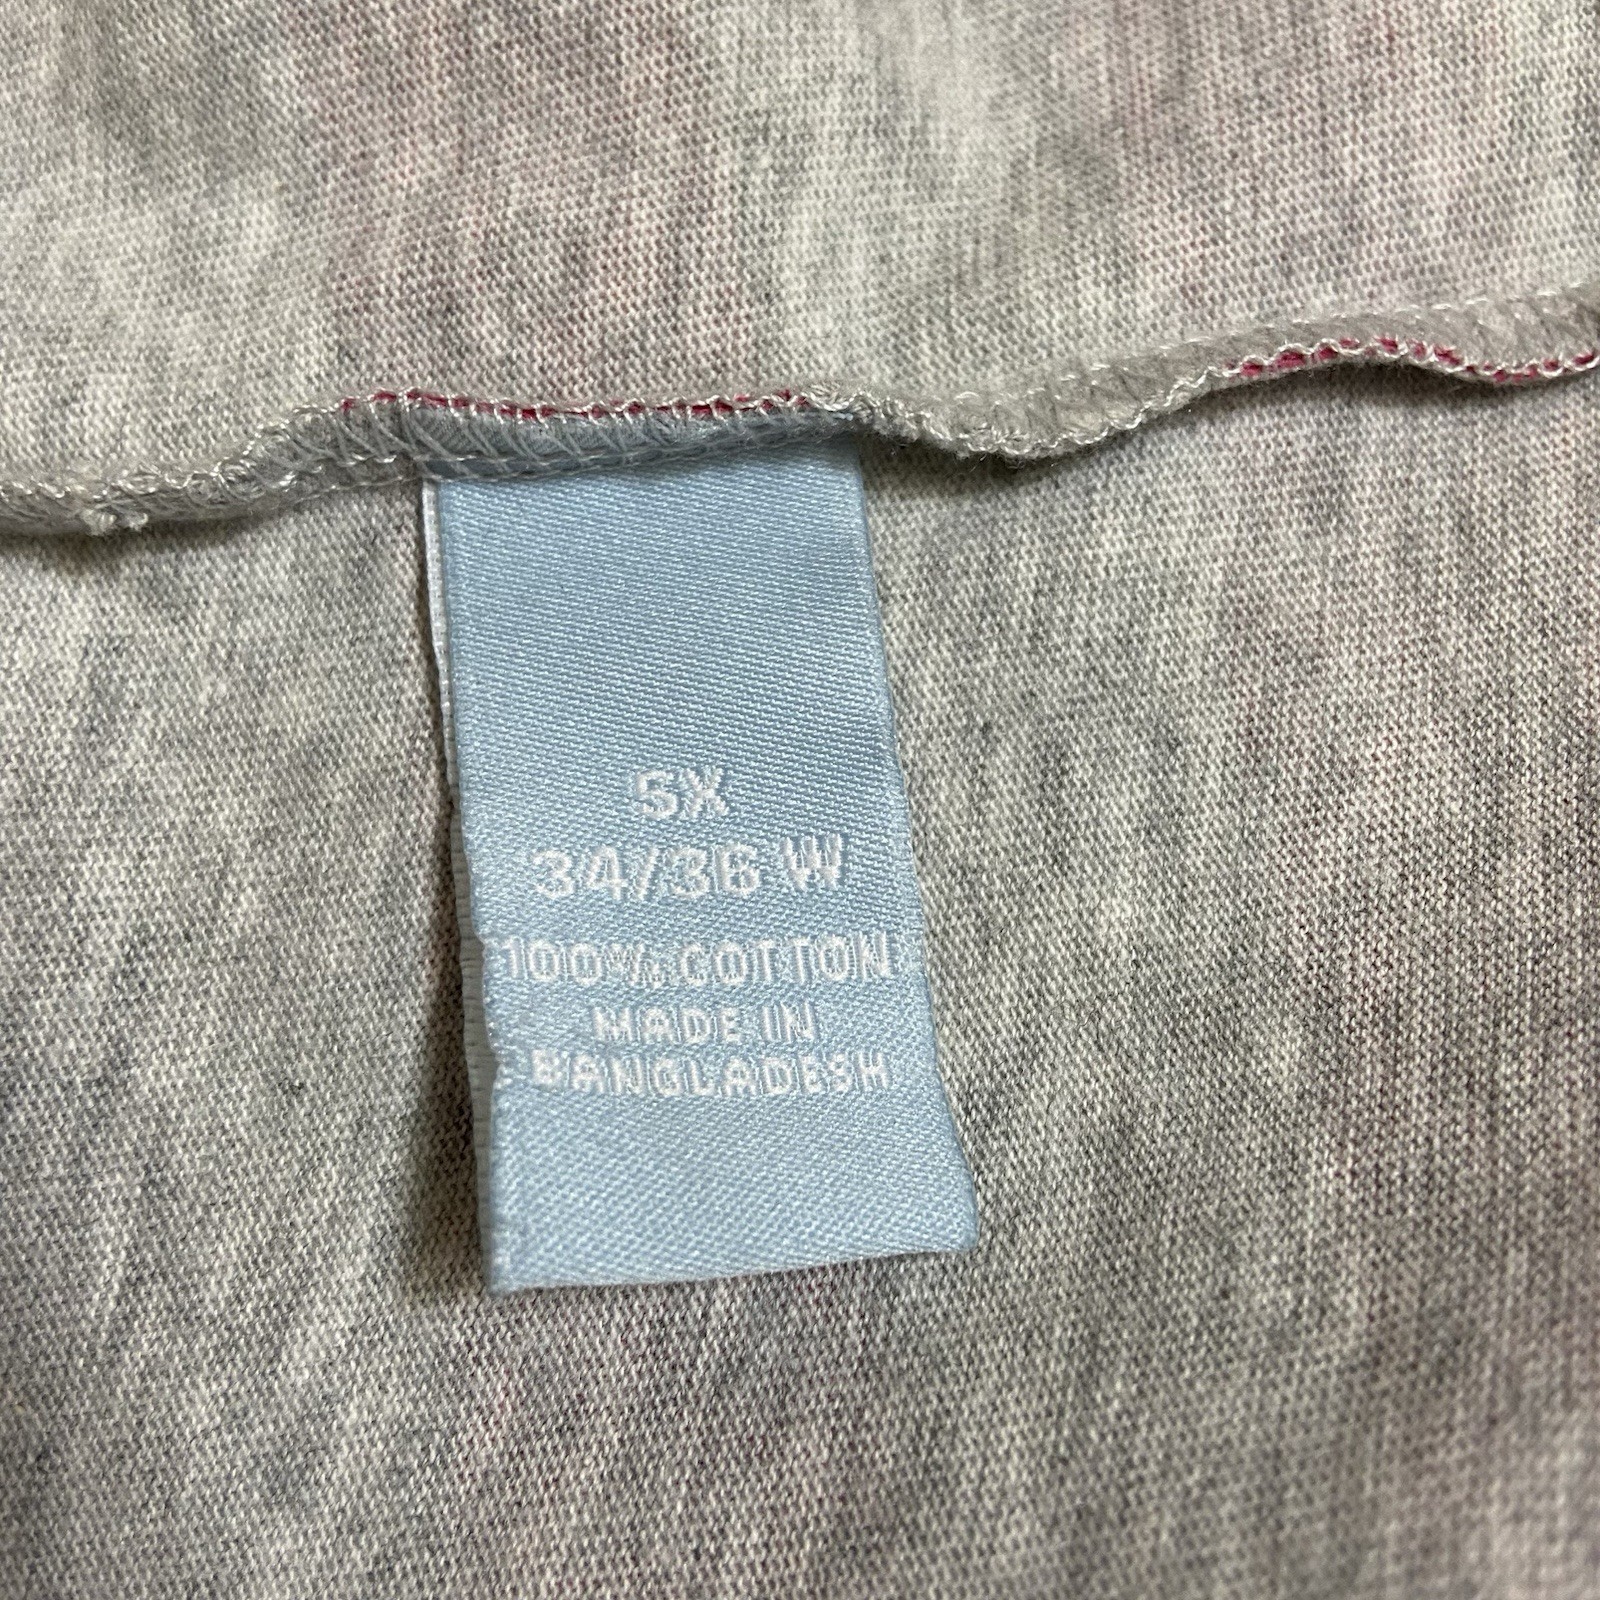 5X
34/36 W
100% COTTON
MADE IN
BANGLADESH